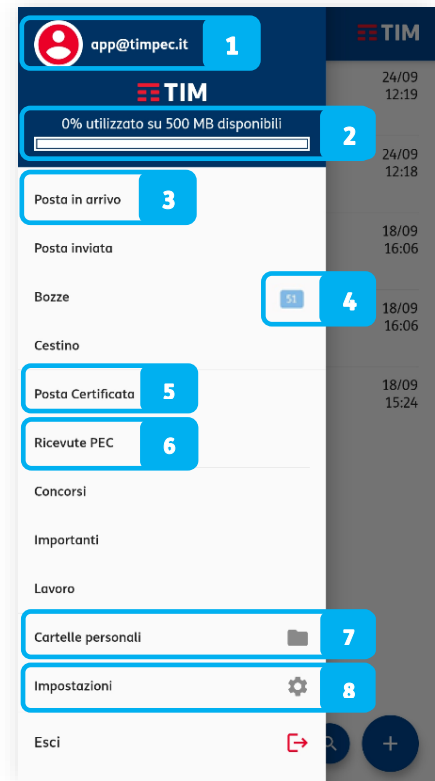 app@timpec.it 1
TIM
TIM
0% utilizzato su 500 MB disponibili 2
24/09
12:19
24/09
12:18
Posta in arrivo 3
Posta inviata
18/09
16:06
Bozze 51 4
18/09
16:06
Cestino
Posta Certificata 5
18/09
15:24
Ricevute PEC 6
Concorsi
Importanti
Lavoro
Cartelle personali 7
Impostazioni 8
Esci